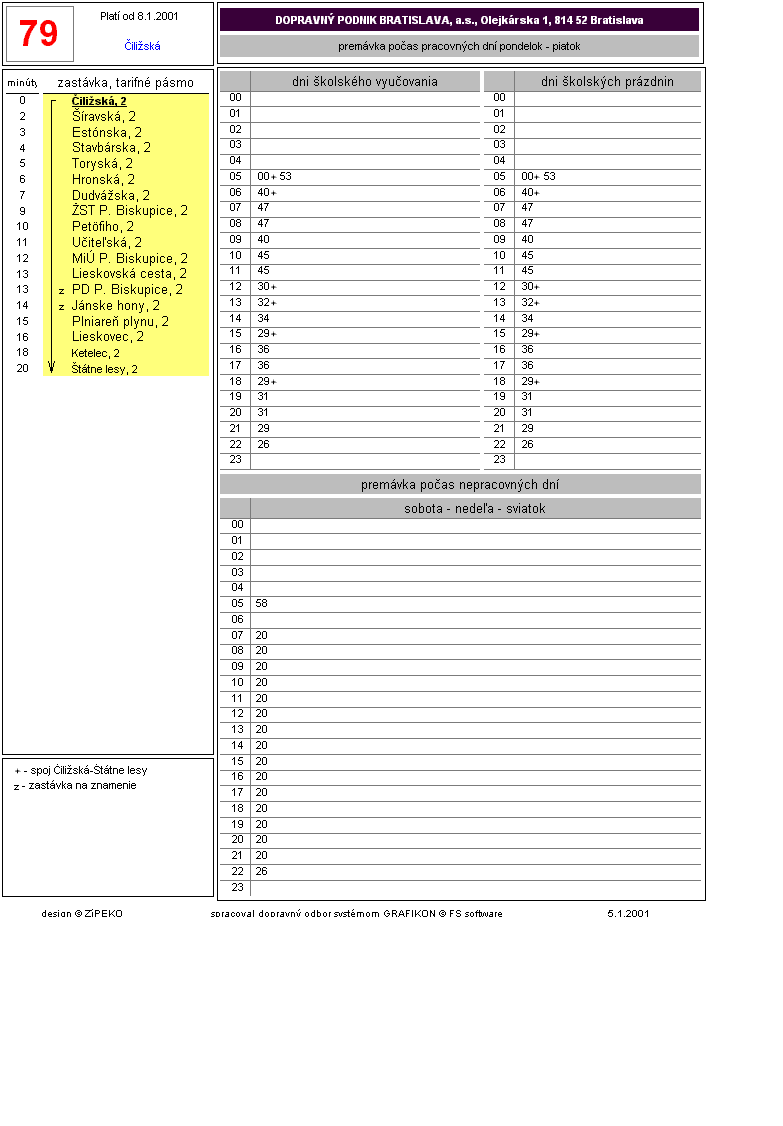 79
Platí od 8.1.2001
Čiližská
DOPRAVNÝ PODNIK BRATISLAVA, a.s., Olejkárska 1, 814 52 Bratislava
premávka počas pracovných dní pondelok - piatok
minúty zastávka, tarifné pásmo
0 Čiližská, 2
2 Šíravská, 2
3 Estónska, 2
4 Stavbárska, 2
5 Toryská, 2
6 Hronská, 2
7 Dudvážska, 2
9 ŽST P. Biskupice, 2
10 Petöfiho, 2
11 Učiteľská, 2
12 MiÚ P. Biskupice, 2
13 Lieskovská cesta, 2
13 z PD P. Biskupice, 2
14 z Jánske hony, 2
15 Plniareň plynu, 2
16 Lieskovec, 2
18 Ketelec, 2
20 Štátne lesy, 2
+ - spoj Čiližská-Štátne lesy
z - zastávka na znamenie
dni školského vyučovania
00
01
02
03
04
05 00+ 53
06 40+
07 47
08 47
09 40
10 45
11 45
12 30+
13 32+
14 34
15 29+
16 36
17 36
18 29+
19 31
20 31
21 29
22 26
23
dni školských prázdnin
00
01
02
03
04
05 00+ 53
06 40+
07 47
08 47
09 40
10 45
11 45
12 30+
13 32+
14 34
15 29+
16 36
17 36
18 29+
19 31
20 31
21 29
22 26
23
premávka počas nepracovných dní
sobota - nedeľa - sviatok
00
01
02
03
04
05 58
06
07 20
08 20
09 20
10 20
11 20
12 20
13 20
14 20
15 20
16 20
17 20
18 20
19 20
20 20
21 20
22 26
23
design © ZíPEKO spracoval dopravný odbor systémom GRAFIKON © FS software 5.1.2001